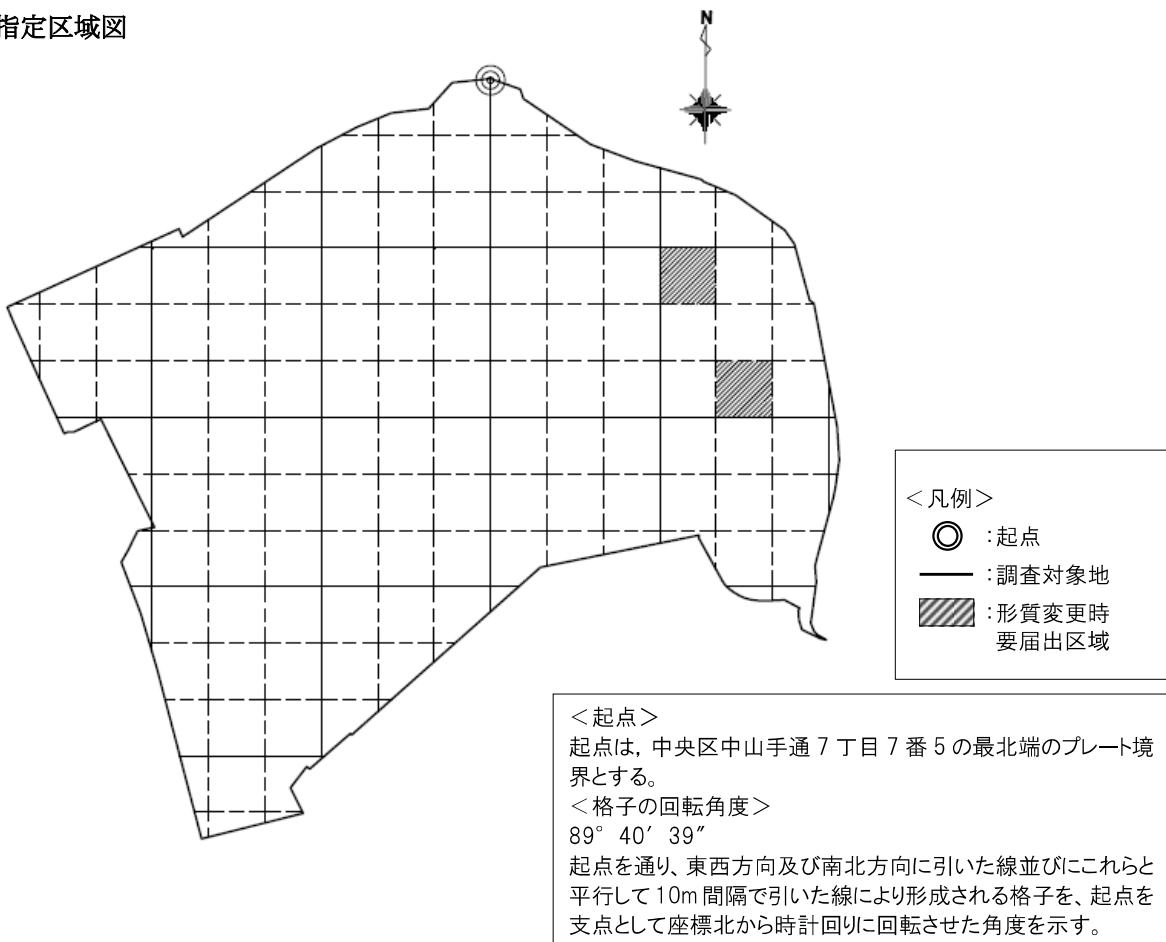 指定区域図
N
＜凡例＞
：起点
：調査対象地
：形質変更時
要届出区域
＜起点＞
起点は，中央区中山手通７丁目７番５の最北端のプレート境
界とする。
＜格子の回転角度＞
89° 40′ 39″
起点を通り、東西方向及び南北方向に引いた線並びにこれらと
平行して10m間隔で引いた線により形成される格子を、起点を
支点として座標北から時計回りに回転させた角度を示す。